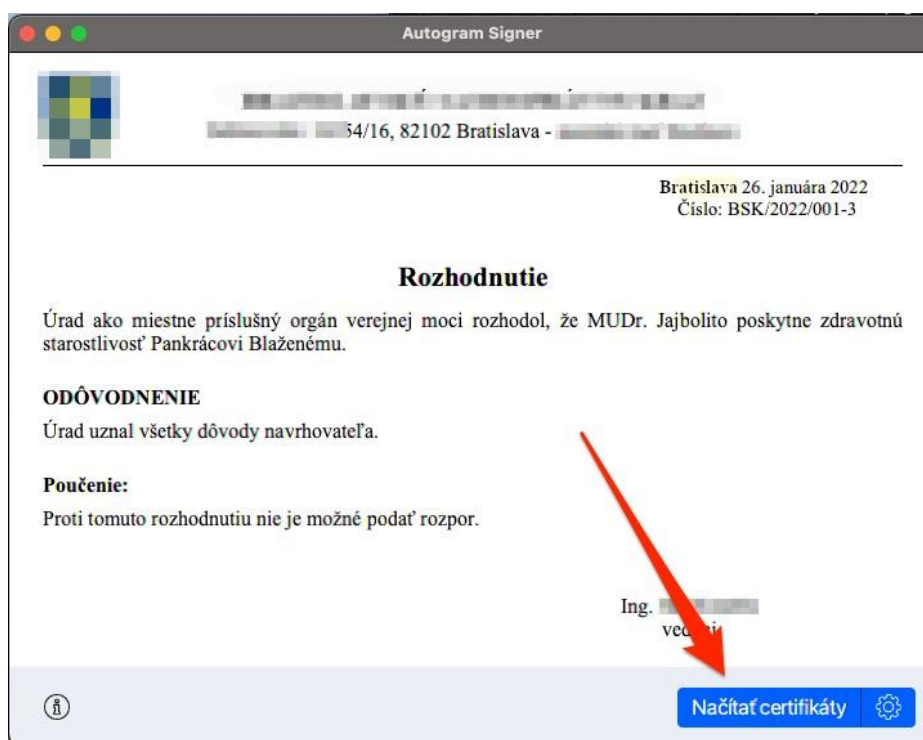 Autogram Signer
54/16, 82102 Bratislava -
Bratislava 26. januára 2022
Číslo: BSK/2022/001-3
Rozhodnutie
Úrad ako miestne príslušný orgán verejnej moci rozhodol, že MUDr. Jajbolito poskytne zdravotnú
starostlivosť Pankrácovi Blaženému.
ODÔVODNENIE
Úrad uznal všetky dôvody navrhovateľa.
Poučenie:
Proti tomuto rozhodnutiu nie je možné podať rozpor.
Ing.
Načítať certifikáty